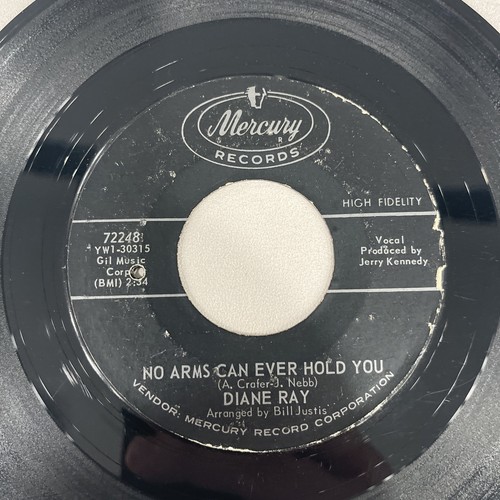 Mercury
S R
RECORDS
HIGH FIDELITY
72248
YW1-30315
Gil Music
Corp.
(BMI) 2:34
Vocal
Produced by
Jerry Kennedy
NO ARMS CAN EVER HOLD YOU
(A. Crafer-J. Nebb)
DIANE RAY
Arranged by Bill Justis
VENDOR: MERCURY RECORD CORPORATION